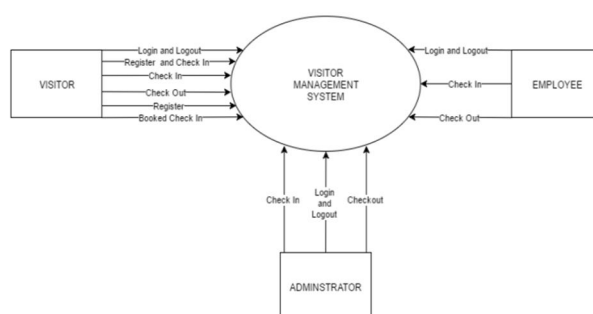 Login and Logout
Register and Check In
Check In
Check Out
Register
Booked Check In
VISITOR
VISITOR
MANAGEMENT
SYSTEM
Login and Logout
Check In
Check Out
EMPLOYEE
Check In
Login
and
Logout
Checkout
ADMINSTRATOR